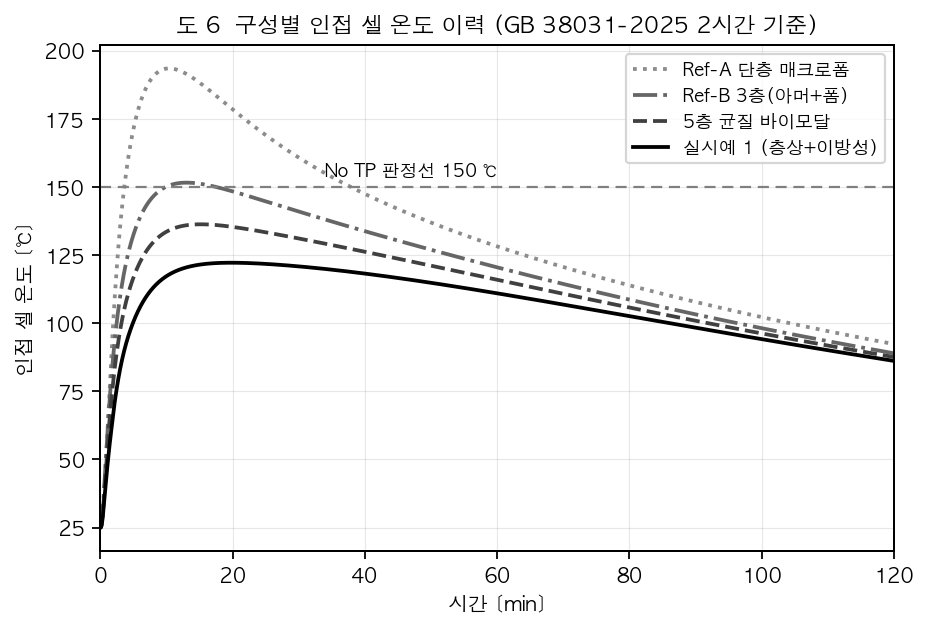 도 6 구성별 인접 셀 온도 이력 (GB 38031-2025 2시간 기준)
200
175
150
125
100
75
50
25
인접 셀 온도 [℃]
Ref-A 단층 매크로폼
Ref-B 3층(아머+폼)
5층 균질 바이모달
실시예 1 (층상+이방성)
No TP 판정선 150 ℃
0 20 40 60 80 100 120
시간 [min]